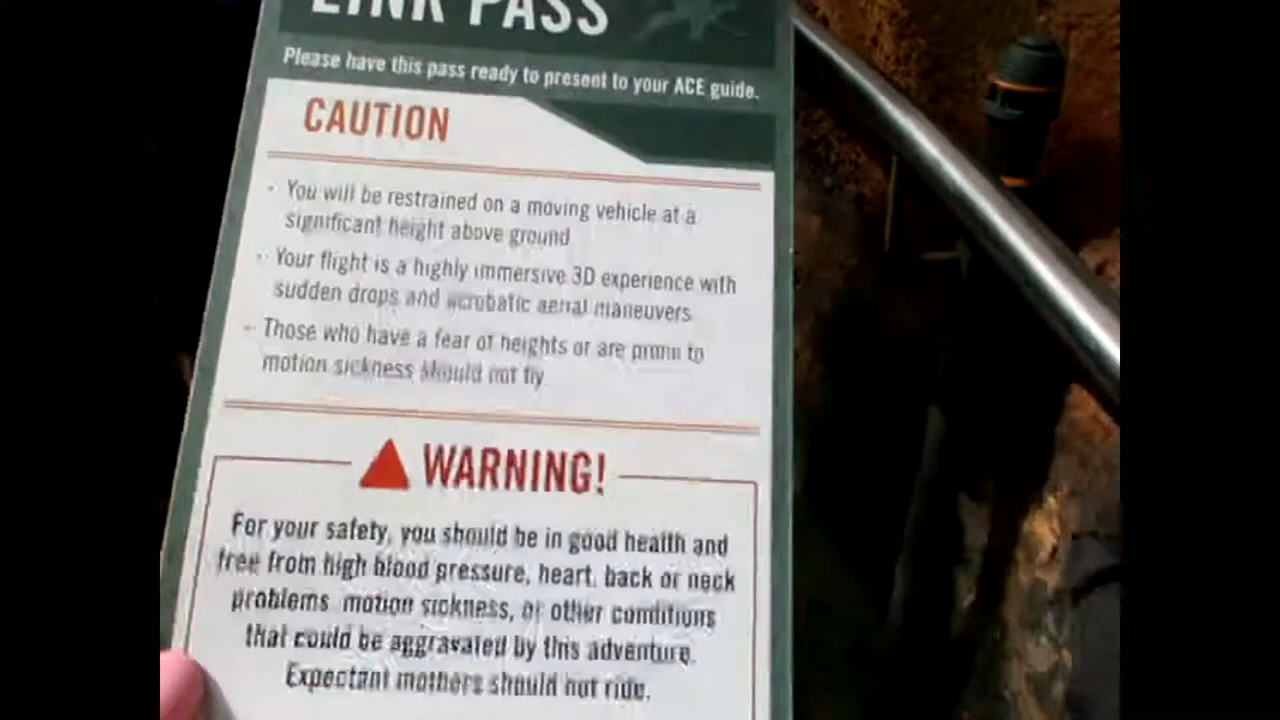 LINK PASS
Please have this pass ready to present to your ACE guide.
CAUTION
· You will be restrained on a moving vehicle at a
significant height above ground
· Your flight is a highly immersive 3D experience with
sudden drops and acrobatic aerial maneuvers
· Those who have a fear of heights or are prone to
motion sickness should not fly
WARNING!
For your safety, you should be in good health and
free from high blood pressure, heart, back or neck
problems, motion sickness, or other conditions
that could be aggravated by this adventure.
Expectant mothers should not ride.